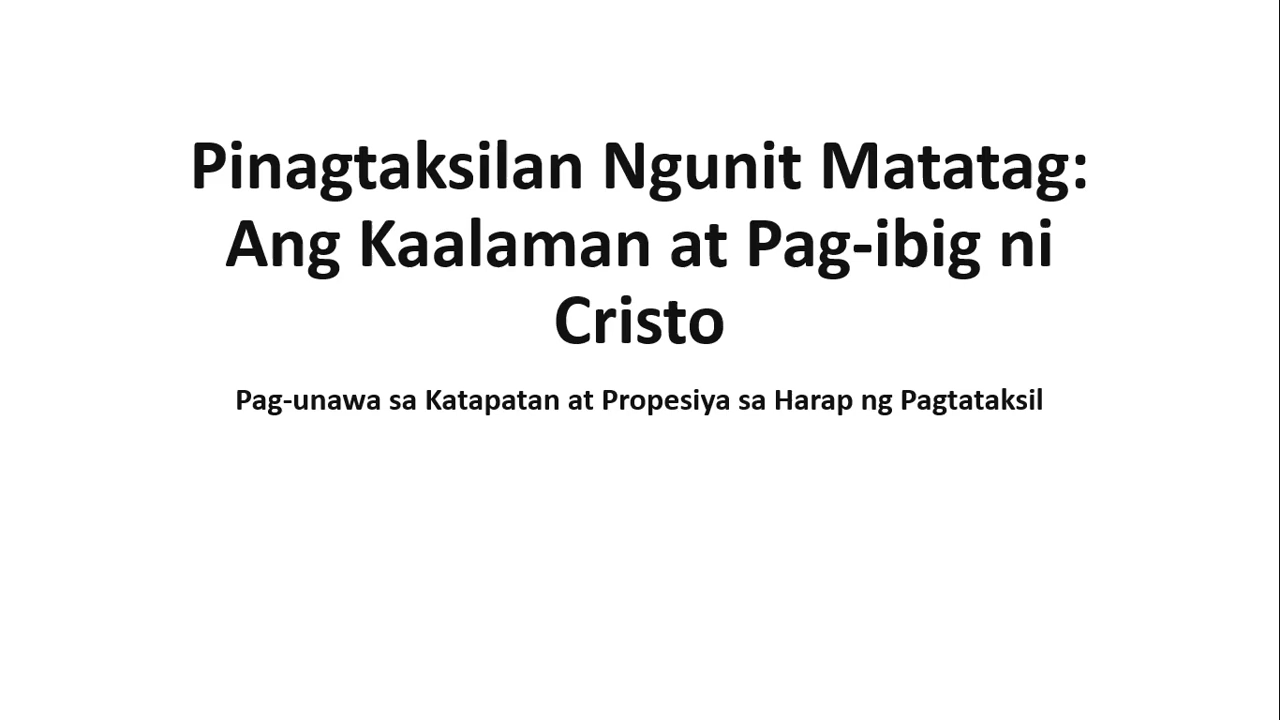 Pinagtaksilan Ngunit Matatag:
Ang Kaalaman at Pag-ibig ni
Cristo
Pag-unawa sa Katapatan at Propesiya sa Harap ng Pagtataksil